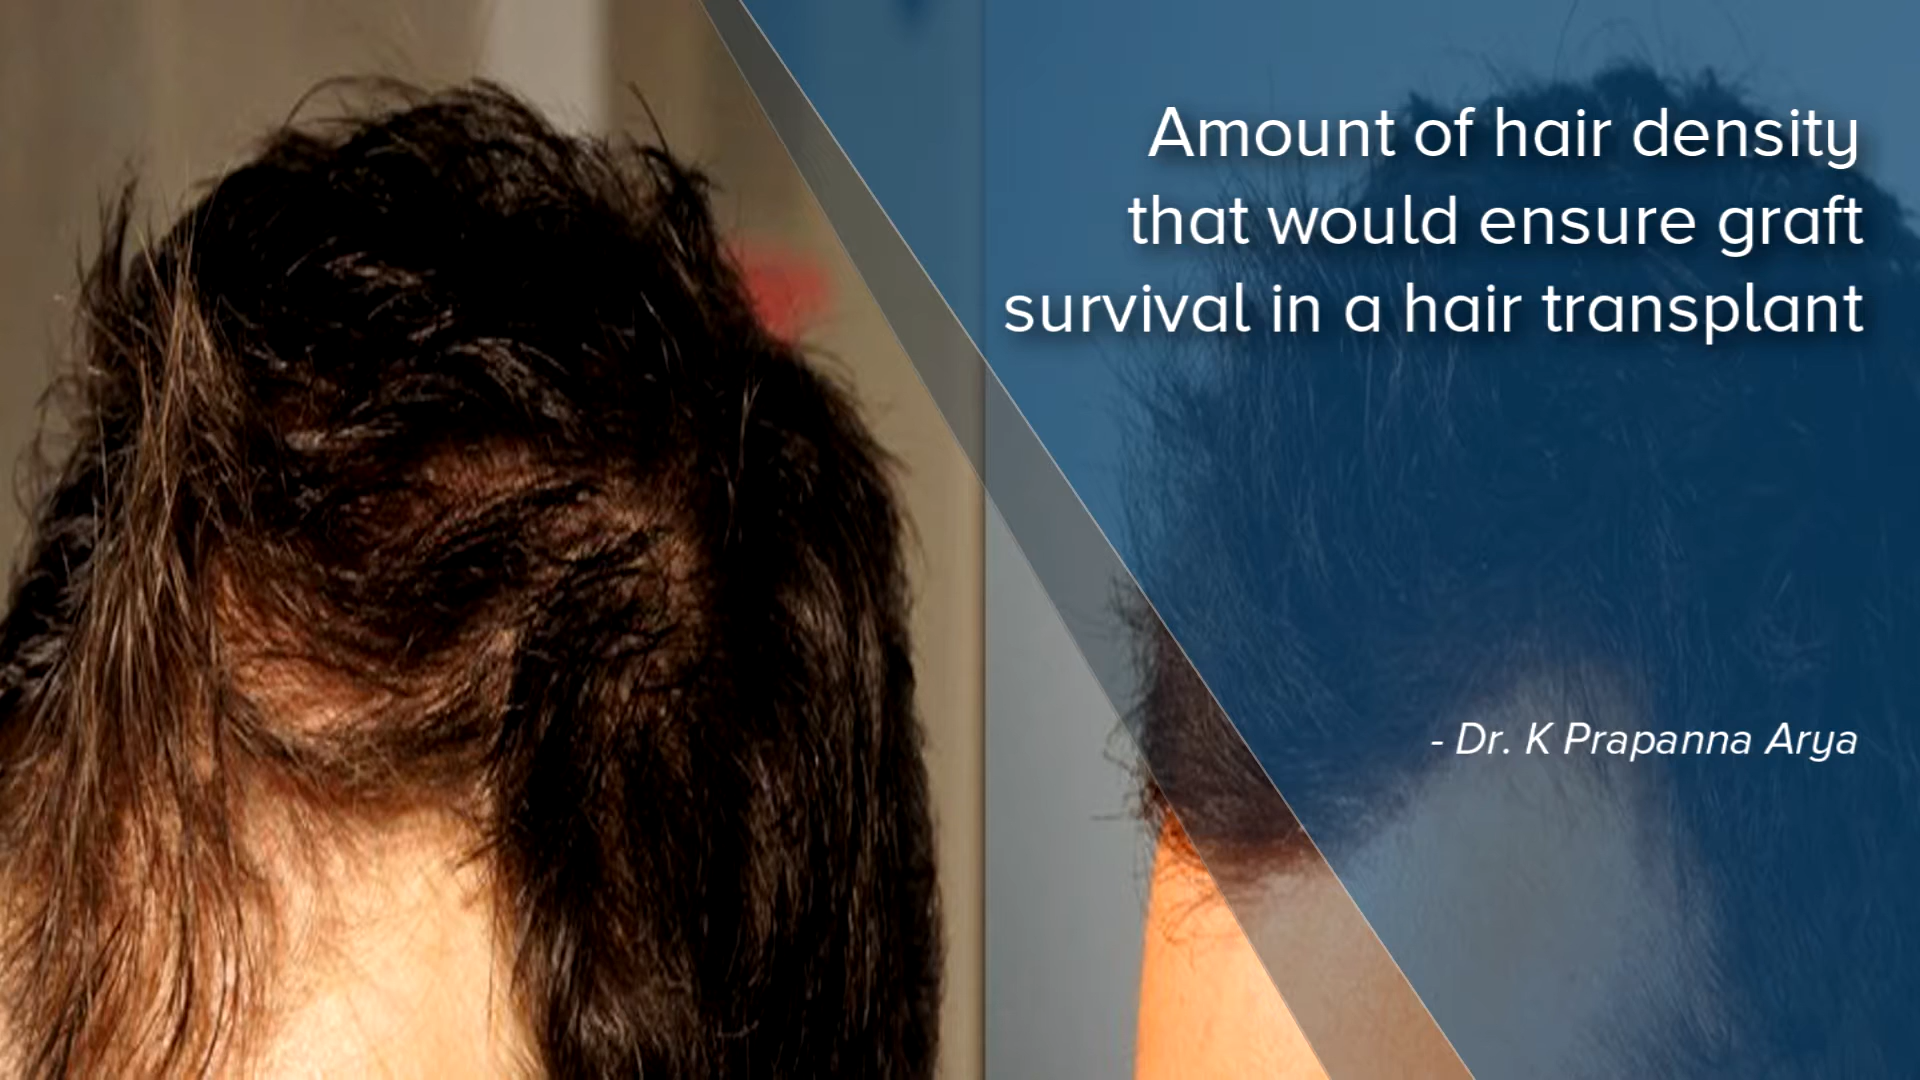 Amount of hair density
that would ensure graft
survival in a hair transplant
- Dr. K Prapanna Arya